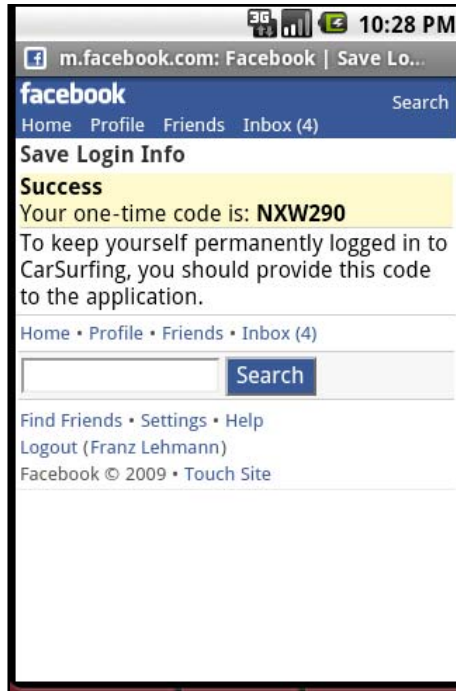 3G 10:28 PM
m.facebook.com: Facebook | Save Lo...
facebook
Search
Home Profile Friends Inbox (4)
Save Login Info
Success
Your one-time code is: NXW290
To keep yourself permanently logged in to
CarSurfing, you should provide this code
to the application.
Home • Profile • Friends • Inbox (4)
Search
Find Friends • Settings • Help
Logout (Franz Lehmann)
Facebook © 2009 • Touch Site